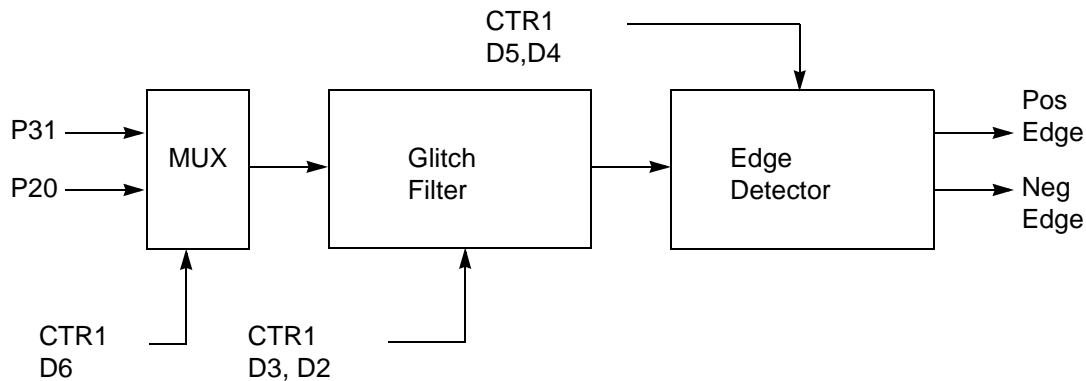 CTR1
D5,D4
P31
P20
MUX
Glitch
Filter
Edge
Detector
Pos
Edge
Neg
Edge
CTR1
D6
CTR1
D3, D2